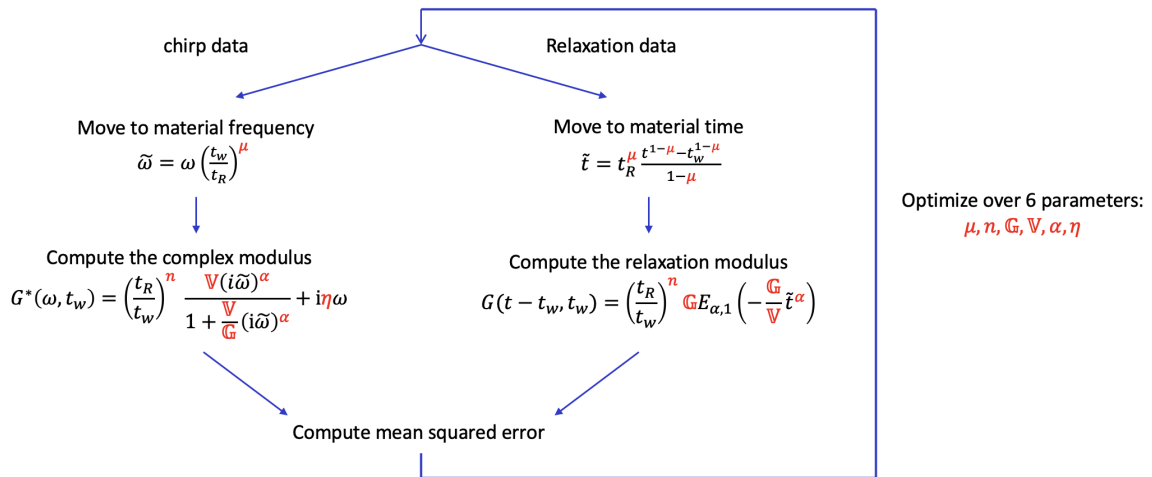 chirp data
Relaxation data
Move to material frequency
ω̃ = ω (t_w/t_R)^μ
Move to material time
t̃ = t_R^μ (t^{1−μ} − t_w^{1−μ})/(1−μ)
Optimize over 6 parameters:
μ, n, 𝔾, 𝕍, α, η
Compute the complex modulus
G*(ω, t_w) = (t_R/t_w)^n 𝕍(iω̃)^α / (1 + (𝕍/𝔾)(iω̃)^α) + iηω
Compute the relaxation modulus
G(t − t_w, t_w) = (t_R/t_w)^n 𝔾E_{α,1}(−(𝔾/𝕍) t̃^α)
Compute mean squared error